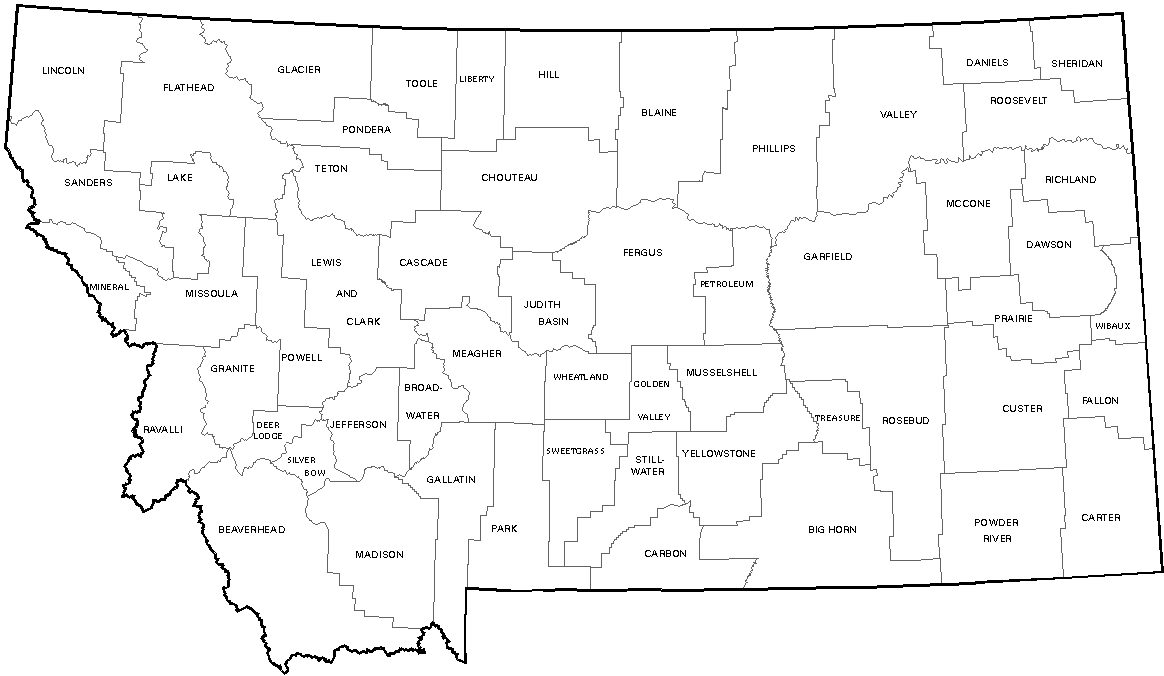 LINCOLN
FLATHEAD
GLACIER
TOOLE
LIBERTY
HILL
BLAINE
PHILLIPS
VALLEY
DANIELS
SHERIDAN
ROOSEVELT
PONDERA
TETON
CHOUTEAU
SANDERS
LAKE
RICHLAND
MCCONE
DAWSON
MINERAL
MISSOULA
LEWIS
AND
CLARK
CASCADE
JUDITH
BASIN
FERGUS
PETROLEUM
GARFIELD
PRAIRIE
WIBAUX
GRANITE
POWELL
MEAGHER
WHEATLAND
GOLDEN
VALLEY
MUSSELSHELL
BROAD-
WATER
RAVALLI
DEER
LODGE
JEFFERSON
TREASURE
ROSEBUD
CUSTER
FALLON
SILVER
BOW
GALLATIN
SWEETGRASS
STILL-
WATER
YELLOWSTONE
BEAVERHEAD
MADISON
PARK
CARBON
BIG HORN
POWDER
RIVER
CARTER